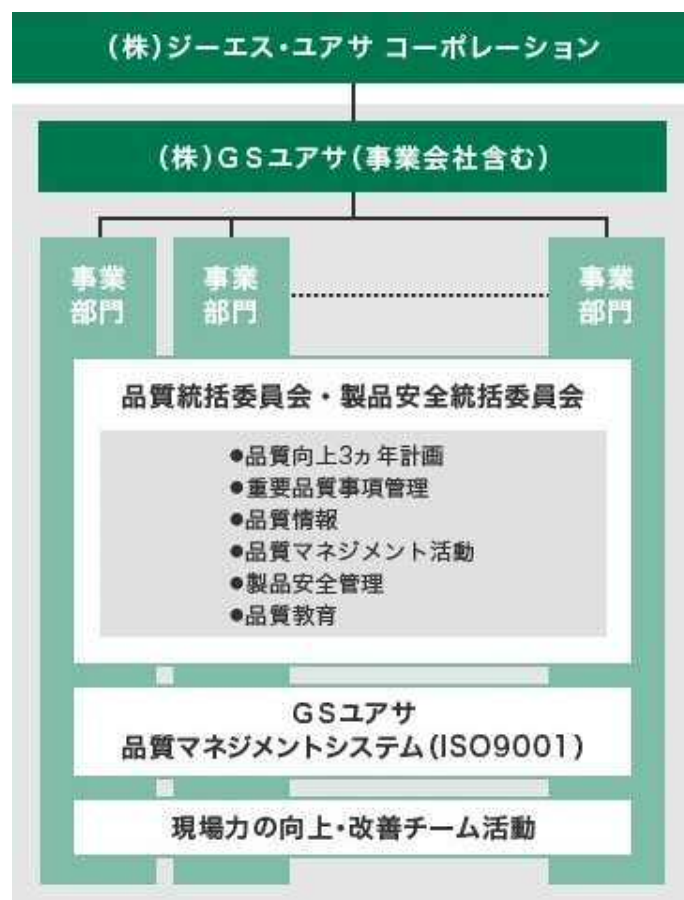 (株)ジーエス・ユアサ コーポレーション
(株)GSユアサ(事業会社含む)
事業
部門
事業
部門
事業
部門
品質統括委員会・製品安全統括委員会
●品質向上3ヵ年計画
●重要品質事項管理
●品質情報
●品質マネジメント活動
●製品安全管理
●品質教育
GSユアサ
品質マネジメントシステム(ISO9001)
現場力の向上・改善チーム活動